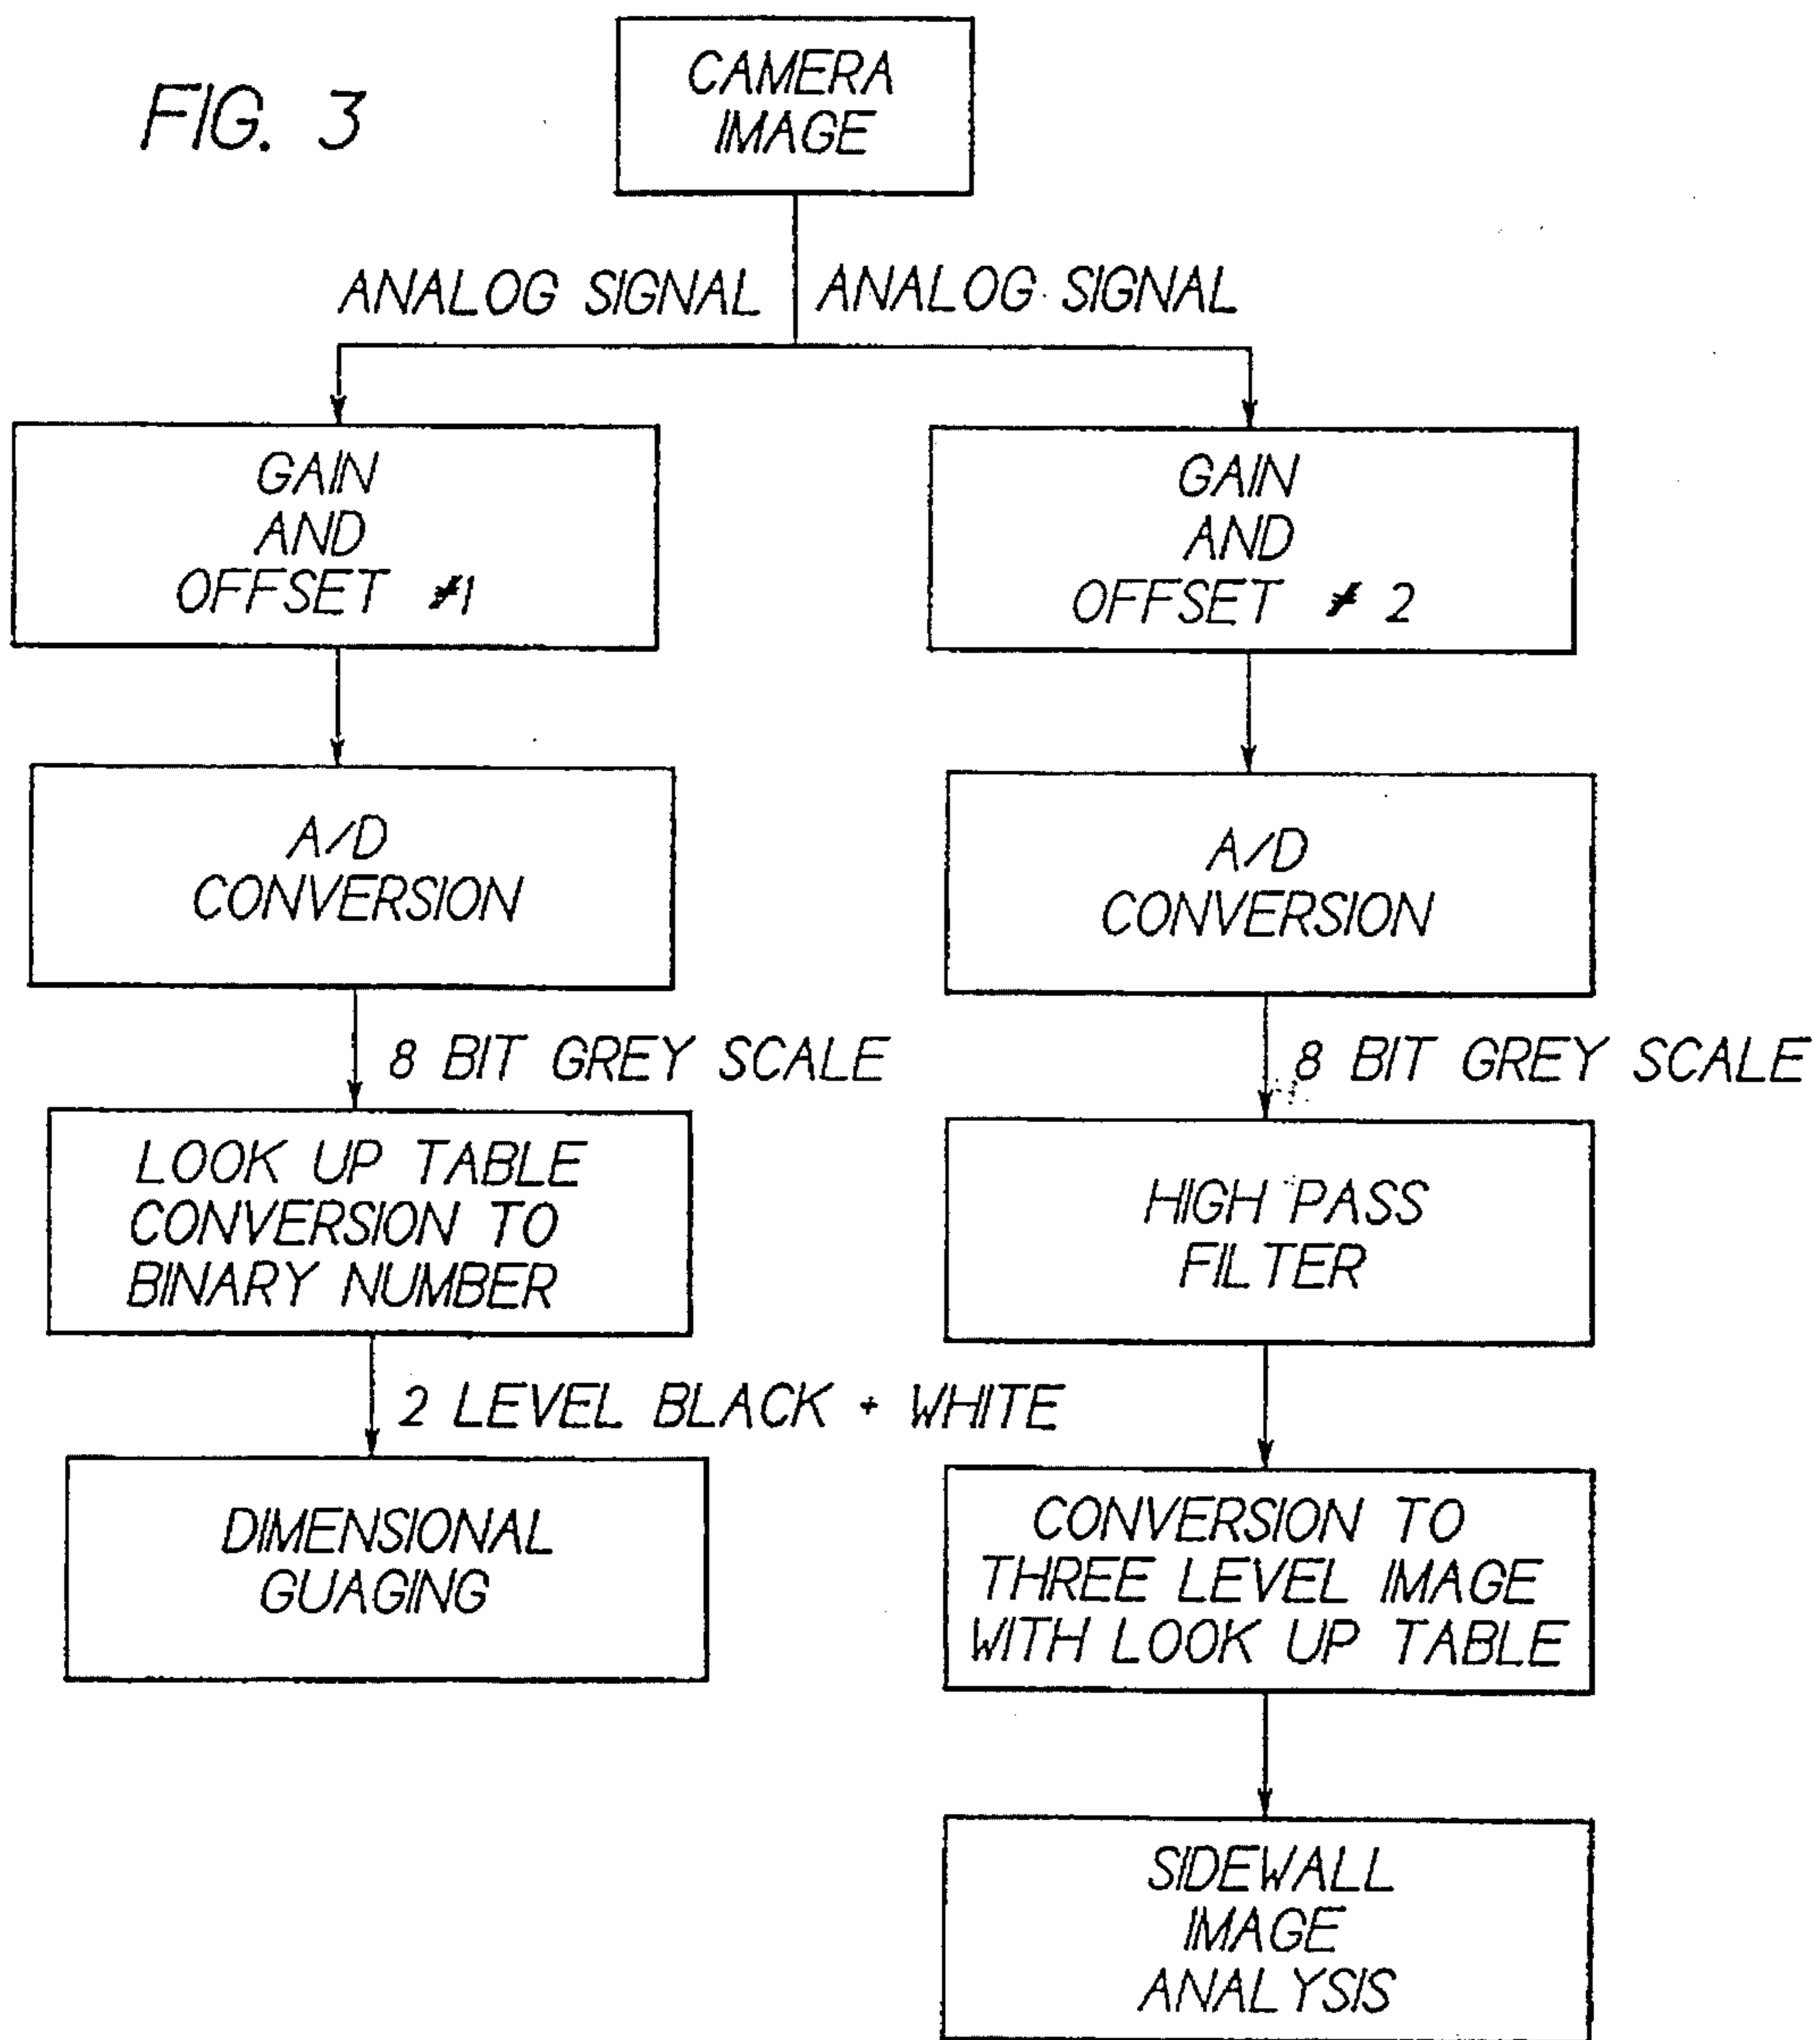 FIG. 3
CAMERA
IMAGE
ANALOG SIGNAL
ANALOG SIGNAL
GAIN
AND
OFFSET #1
GAIN
AND
OFFSET # 2
A/D
CONVERSION
A/D
CONVERSION
8 BIT GREY SCALE
8 BIT GREY SCALE
LOOK UP TABLE
CONVERSION TO
BINARY NUMBER
HIGH PASS
FILTER
2 LEVEL BLACK + WHITE
DIMENSIONAL
GUAGING
CONVERSION TO
THREE LEVEL IMAGE
WITH LOOK UP TABLE
SIDEWALL
IMAGE
ANALYSIS